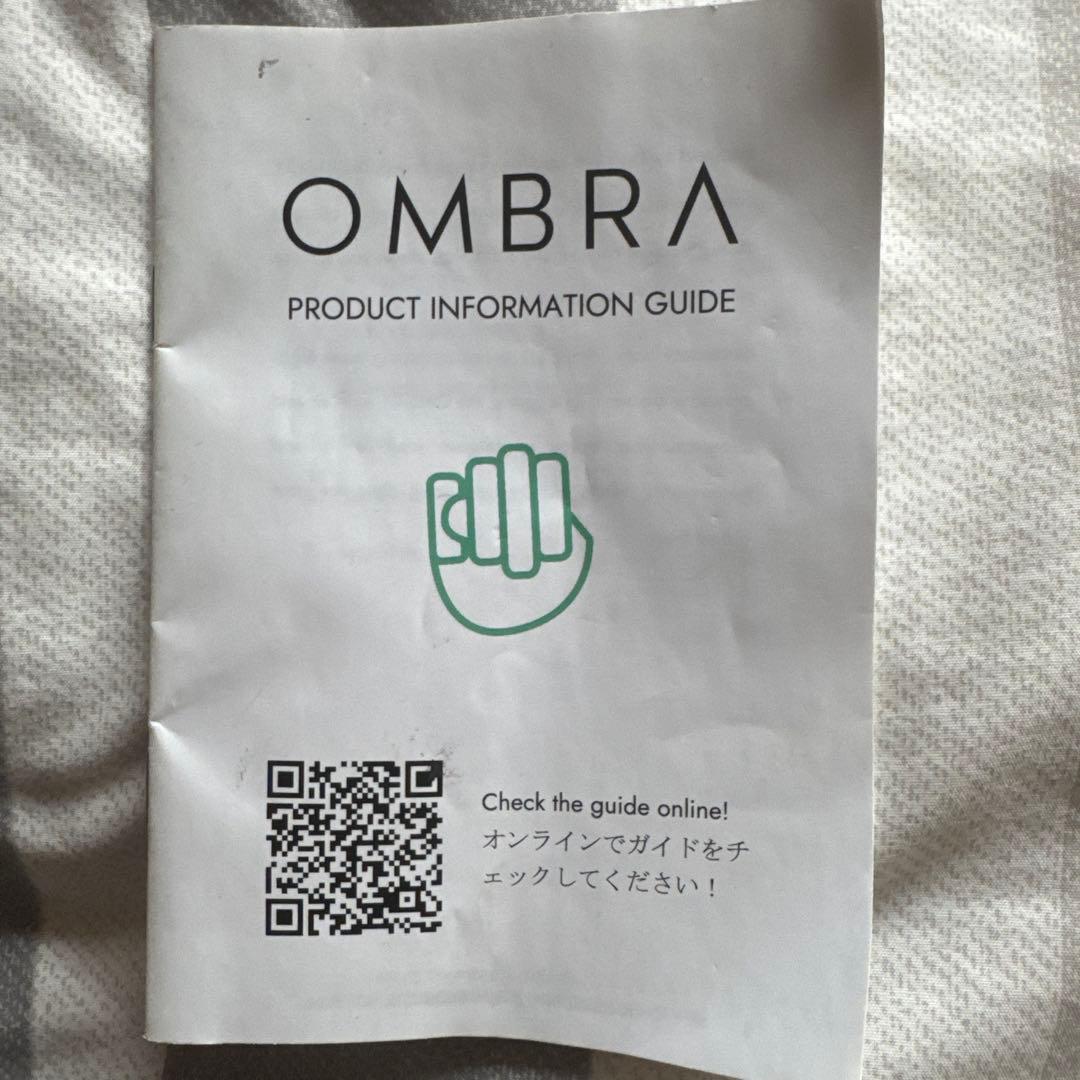 OMBRA
PRODUCT INFORMATION GUIDE
Check the guide online!
オンラインでガイドをチ
ェックしてください！